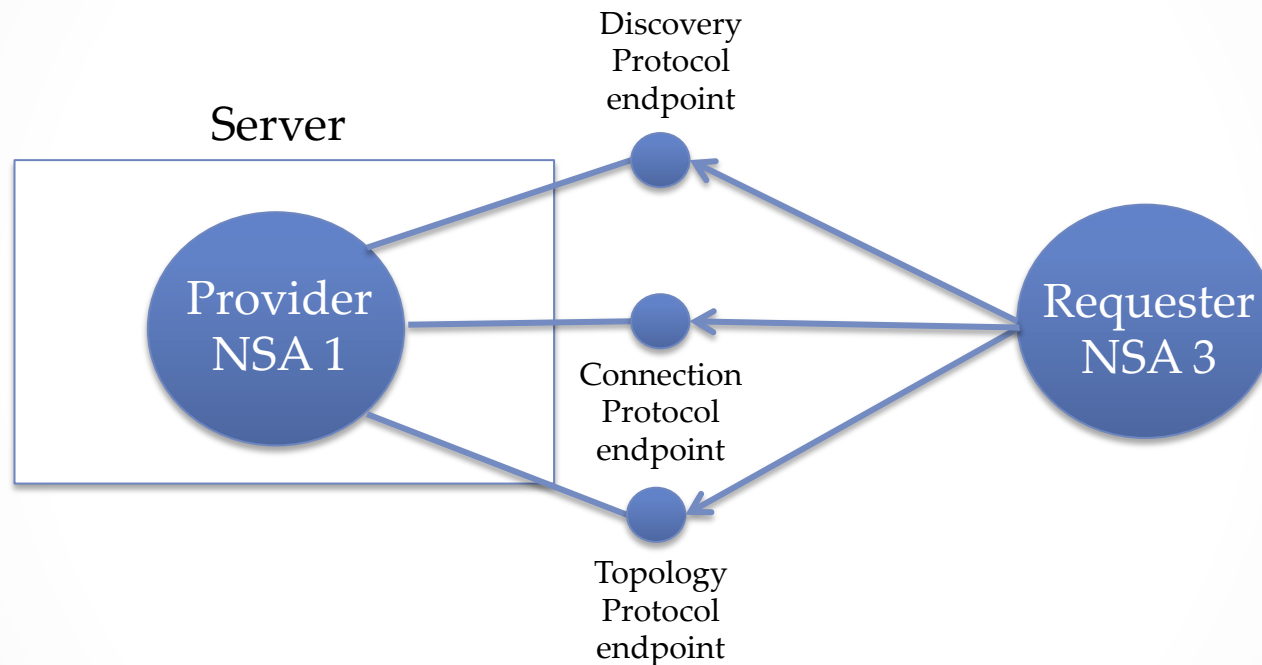 Discovery
Protocol
endpoint
Server
Provider
NSA 1
Connection
Protocol
endpoint
Requester
NSA 3
Topology
Protocol
endpoint